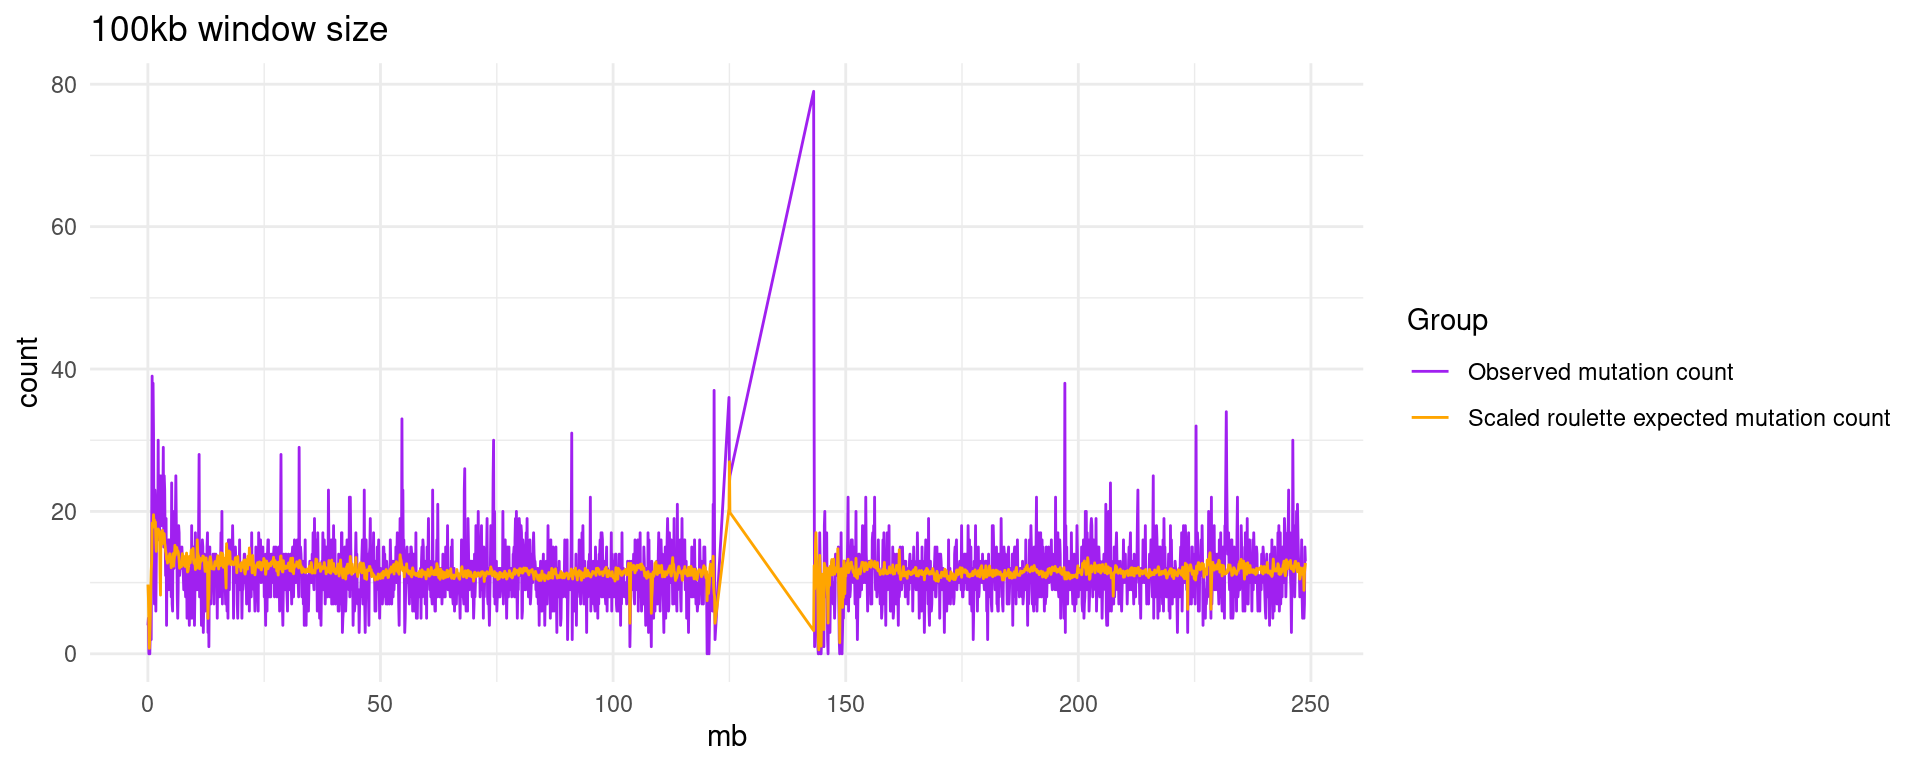 100kb window size
80
60
40
20
0
count
0 50 100 150 200 250
mb
Group
Observed mutation count
Scaled roulette expected mutation count